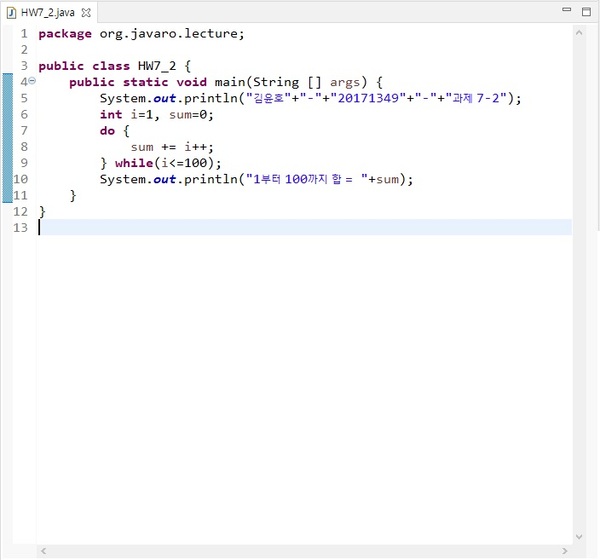 HW7_2.java
1 package org.javaro.lecture;
2
3 public class HW7_2 {
4 public static void main(String [] args) {
5 System.out.println("김윤호"+"-"+"20171349"+"-"+"과제 7-2");
6 int i=1, sum=0;
7 do {
8 sum += i++;
9 } while(i<=100);
10 System.out.println("1부터 100까지 합 = "+sum);
11 }
12 }
13